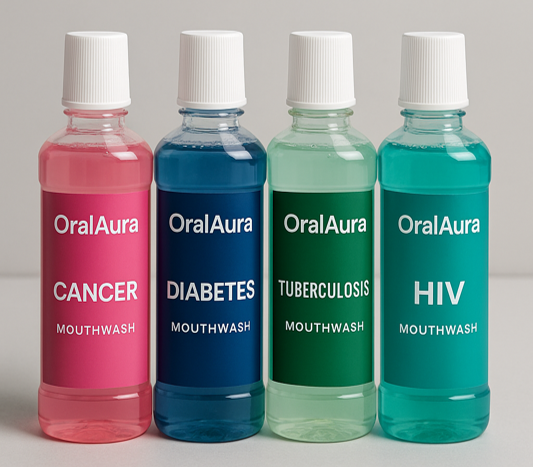 OralAura
CANCER
MOUTHWASH
OralAura
DIABETES
MOUTHWASH
OralAura
TUBERCULOSIS
MOUTHWASH
OralAura
HIV
MOUTHWASH